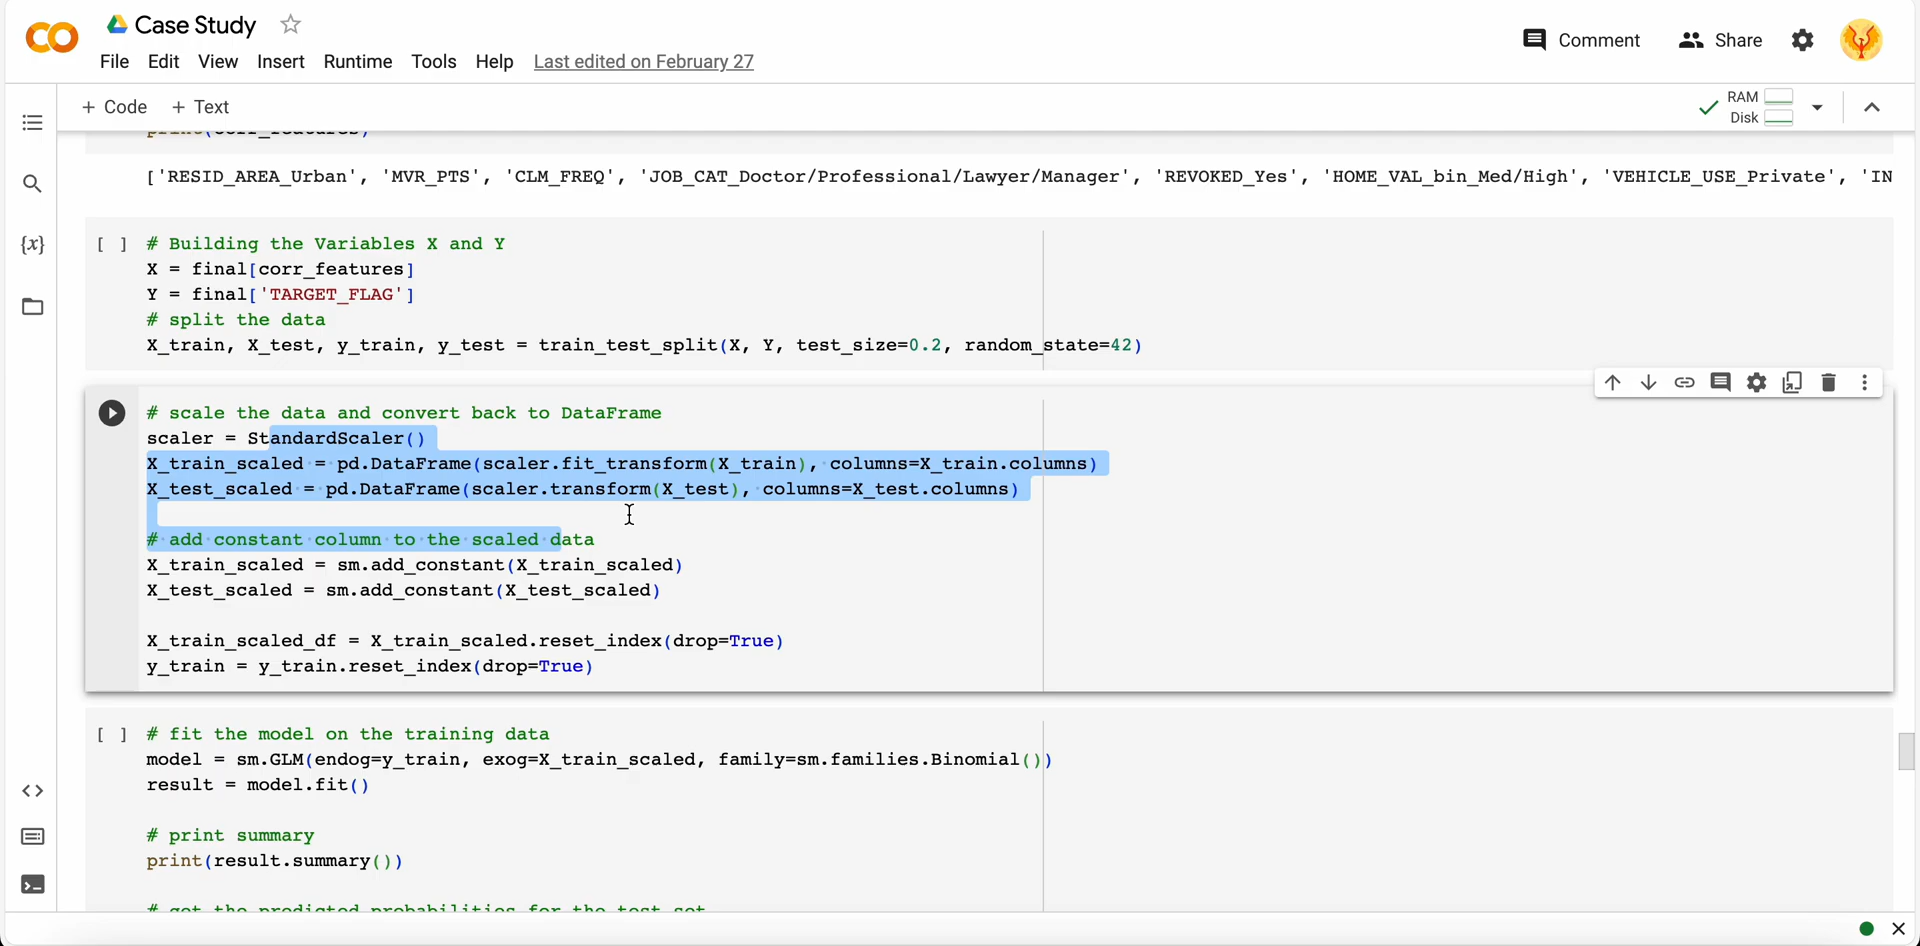 Case Study
Comment
Share
File Edit View Insert Runtime Tools Help Last edited on February 27
+ Code + Text
RAM
Disk
print(corr_features)
['RESID_AREA_Urban', 'MVR_PTS', 'CLM_FREQ', 'JOB_CAT_Doctor/Professional/Lawyer/Manager', 'REVOKED_Yes', 'HOME_VAL_bin_Med/High', 'VEHICLE_USE_Private', 'IN
[ ] # Building the Variables X and Y
X = final[corr_features]
Y = final['TARGET_FLAG']
# split the data
X_train, X_test, y_train, y_test = train_test_split(X, Y, test_size=0.2, random_state=42)
# scale the data and convert back to DataFrame
scaler = StandardScaler()
X_train_scaled = pd.DataFrame(scaler.fit_transform(X_train), columns=X_train.columns)
X_test_scaled = pd.DataFrame(scaler.transform(X_test), columns=X_test.columns)
# add constant column to the scaled data
X_train_scaled = sm.add_constant(X_train_scaled)
X_test_scaled = sm.add_constant(X_test_scaled)
X_train_scaled_df = X_train_scaled.reset_index(drop=True)
y_train = y_train.reset_index(drop=True)
[ ] # fit the model on the training data
model = sm.GLM(endog=y_train, exog=X_train_scaled, family=sm.families.Binomial())
result = model.fit()
# print summary
print(result.summary())
# get the predicted probabilities for the test set